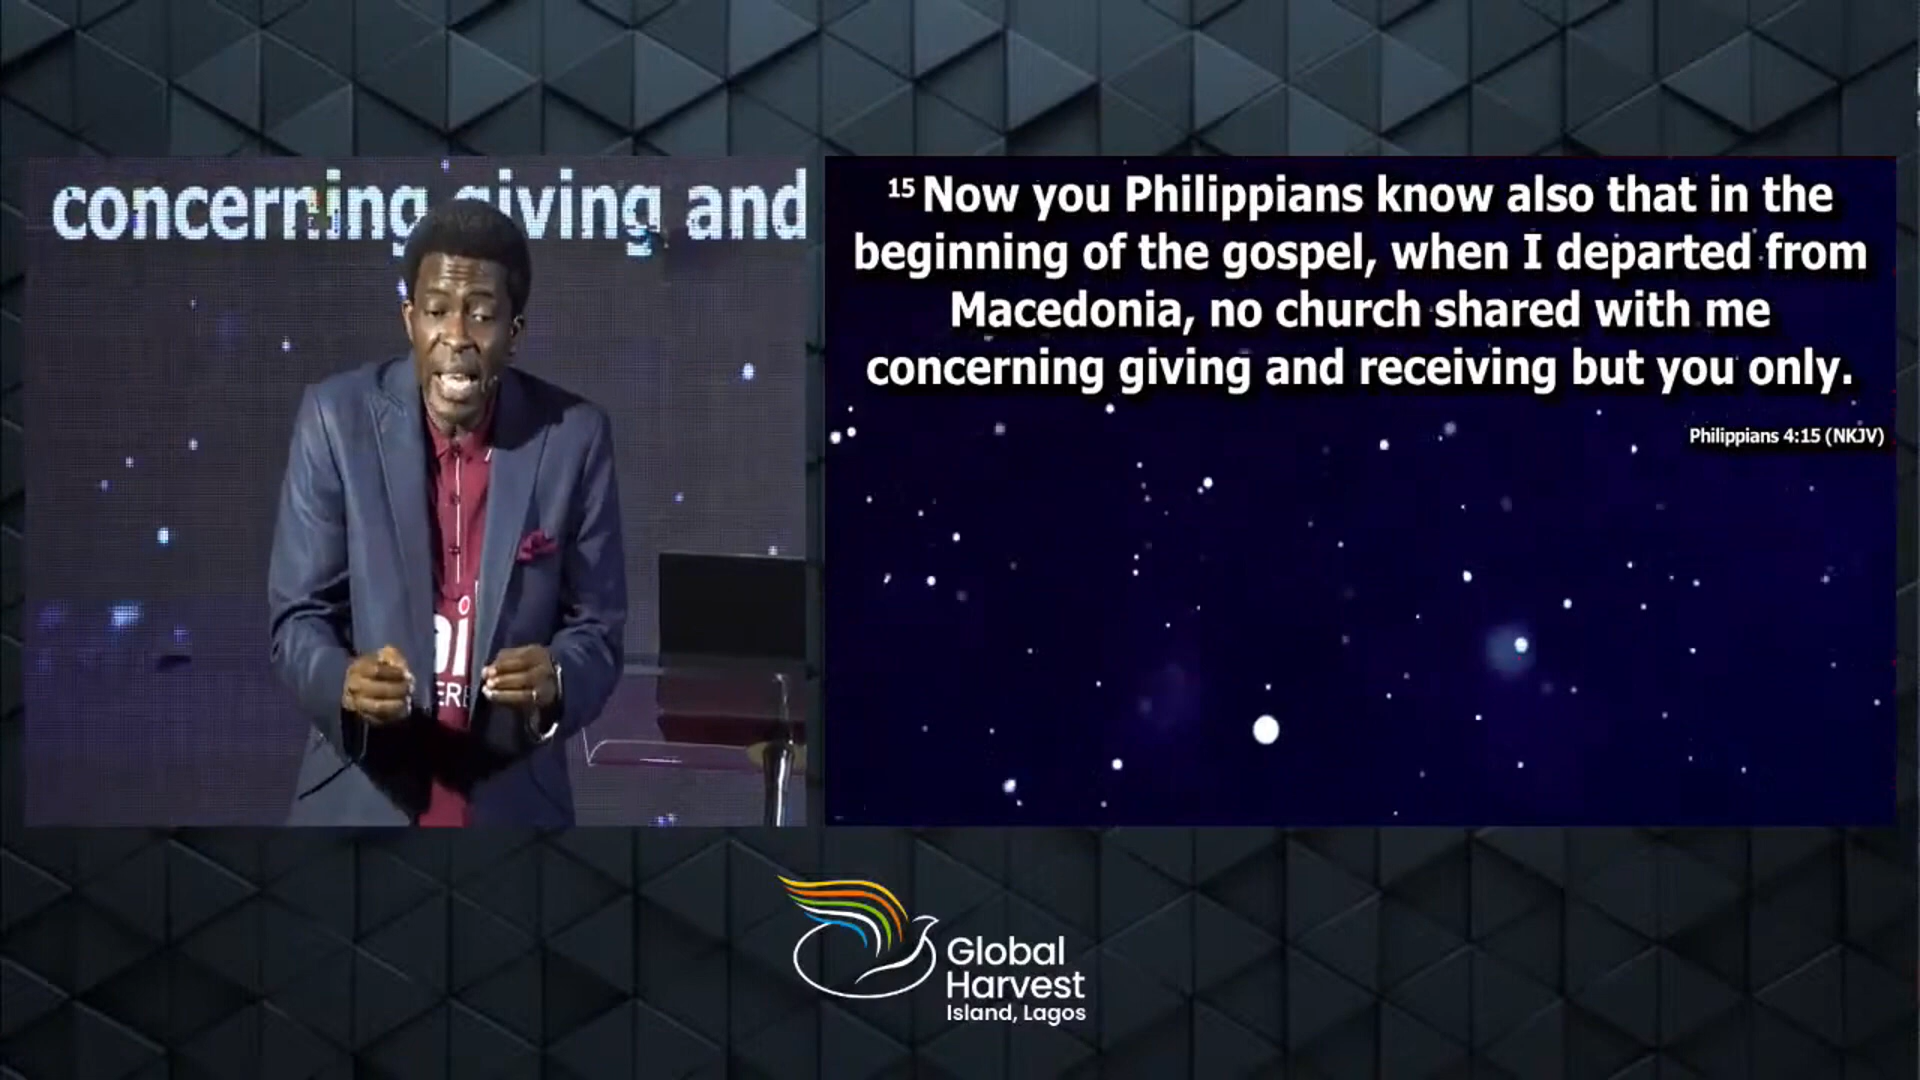 concerning giving and
15 Now you Philippians know also that in the
beginning of the gospel, when I departed from
Macedonia, no church shared with me
concerning giving and receiving but you only.
Philippians 4:15 (NKJV)
Global
Harvest
Island, Lagos